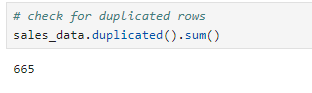 # check for duplicated rows
sales_data.duplicated().sum()
665